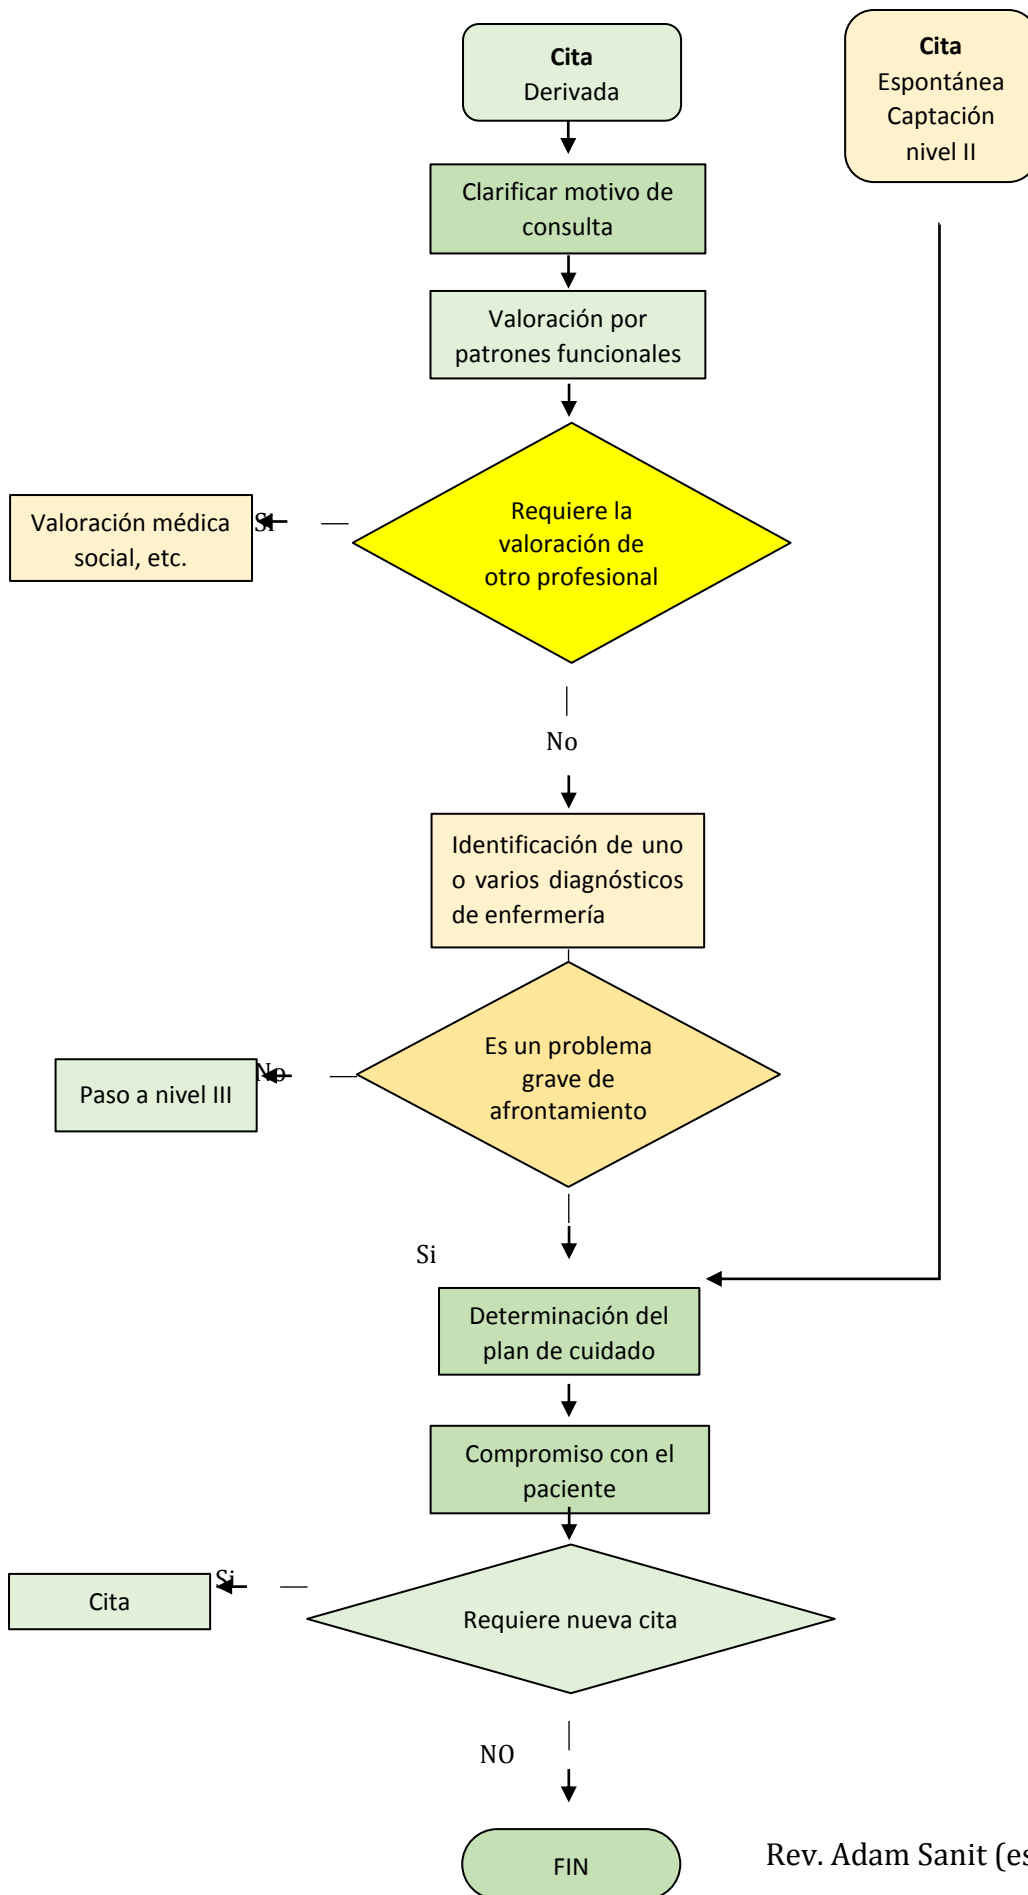 Cita
Derivada
Cita
Espontánea
Captación
nivel II
Clarificar motivo de
consulta
Valoración por
patrones funcionales
Requiere la
valoración de
otro profesional
Si
Valoración médica
social, etc.
No
Identificación de uno
o varios diagnósticos
de enfermería
Es un problema
grave de
afrontamiento
No
Paso a nivel III
Si
Determinación del
plan de cuidado
Compromiso con el
paciente
Si
Cita
Requiere nueva cita
NO
FIN
Rev. Adam Sanit (es